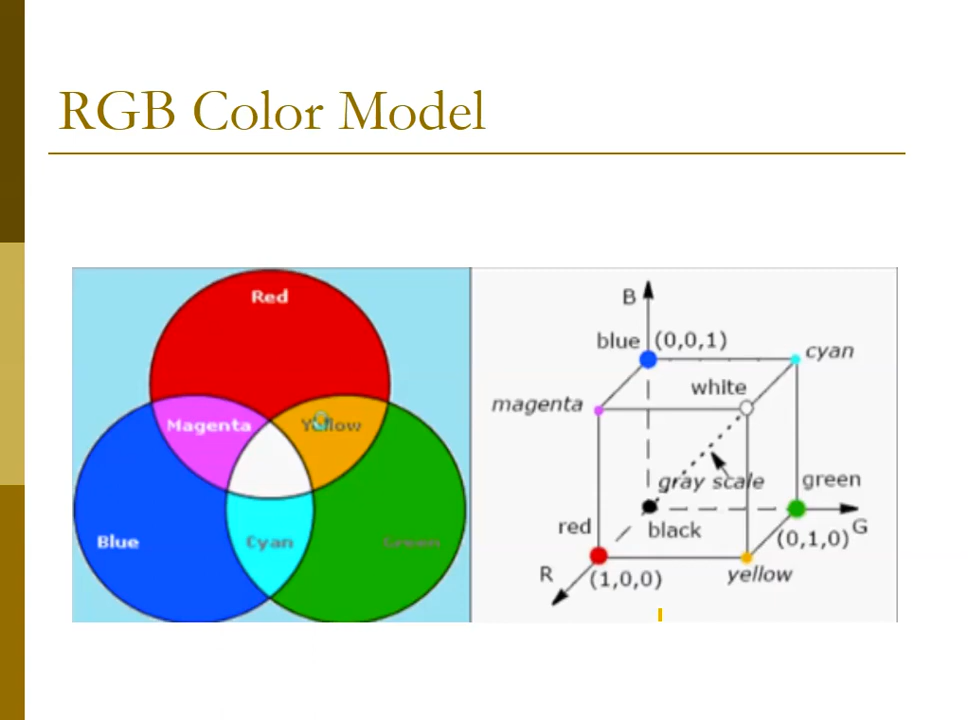 RGB Color Model
Red
Magenta
Yellow
Blue
Cyan
Green
B
blue
(0,0,1)
cyan
white
magenta
gray scale
green
red
black
(0,1,0)
G
R
(1,0,0)
yellow